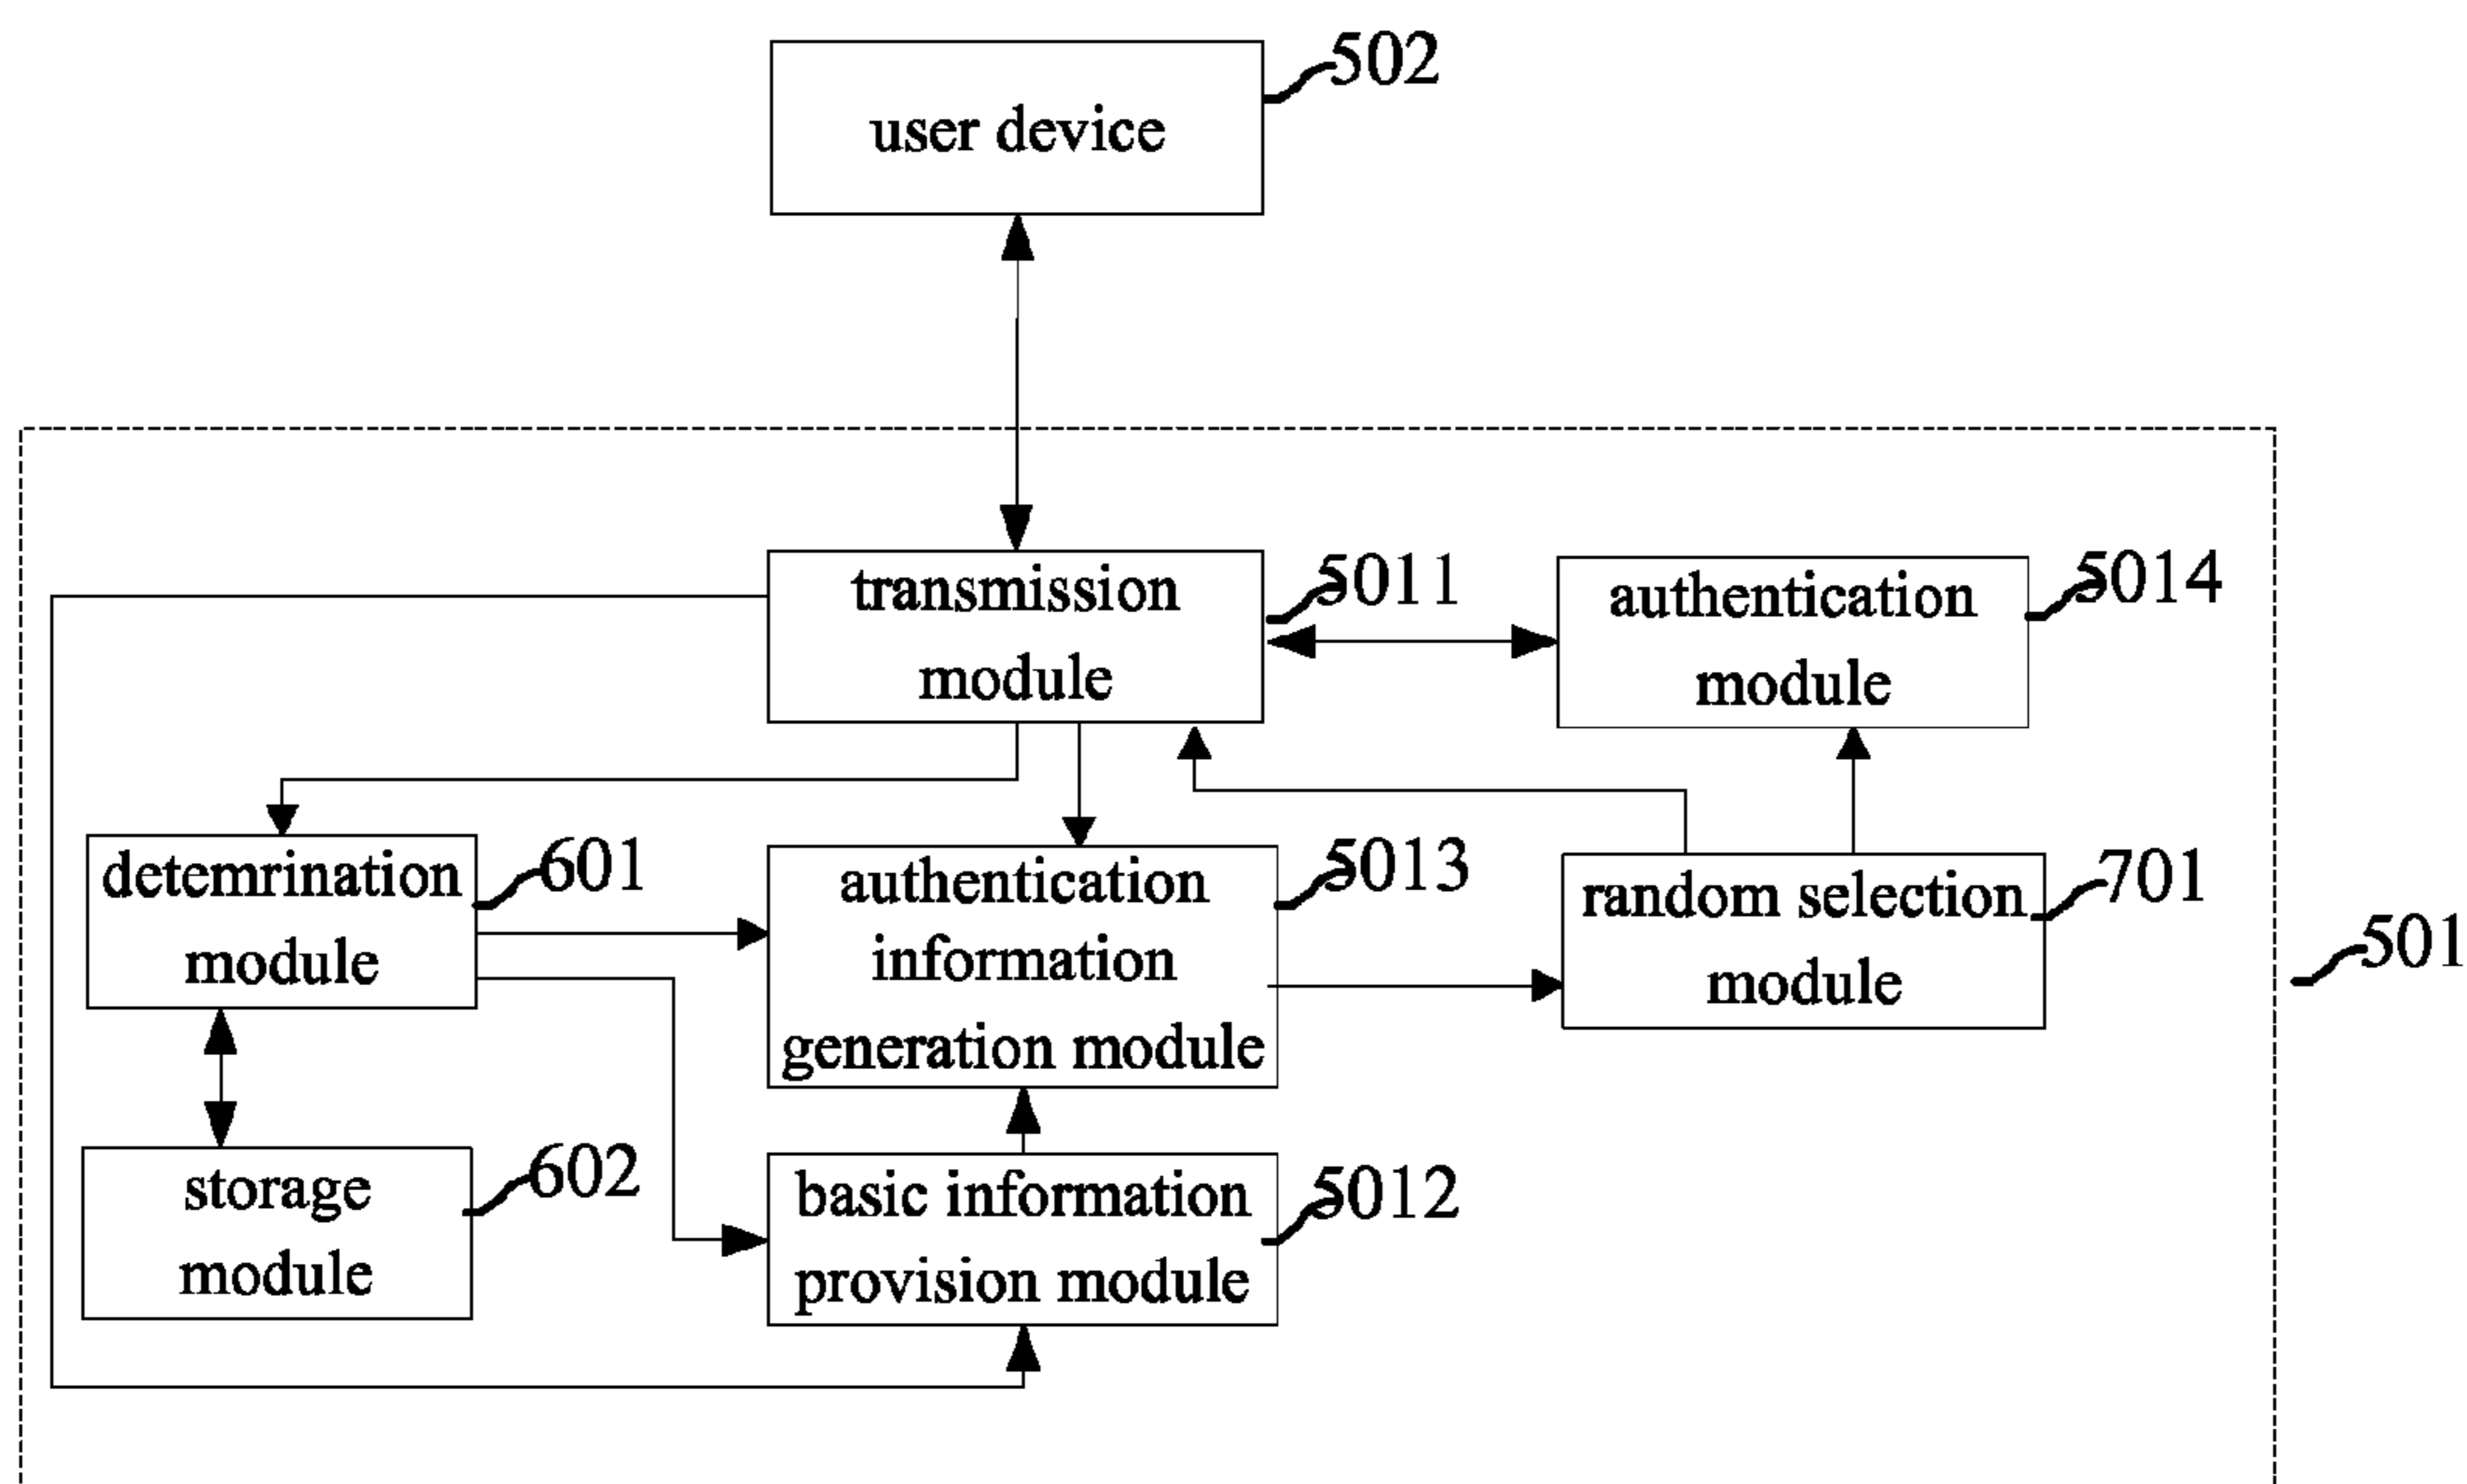 502
user device
transmission
module
5011
authentication
module
5014
detemrination
module
601
authentication
information
generation module
5013
random selection
module
701
501
storage
module
602
basic information
provision module
5012